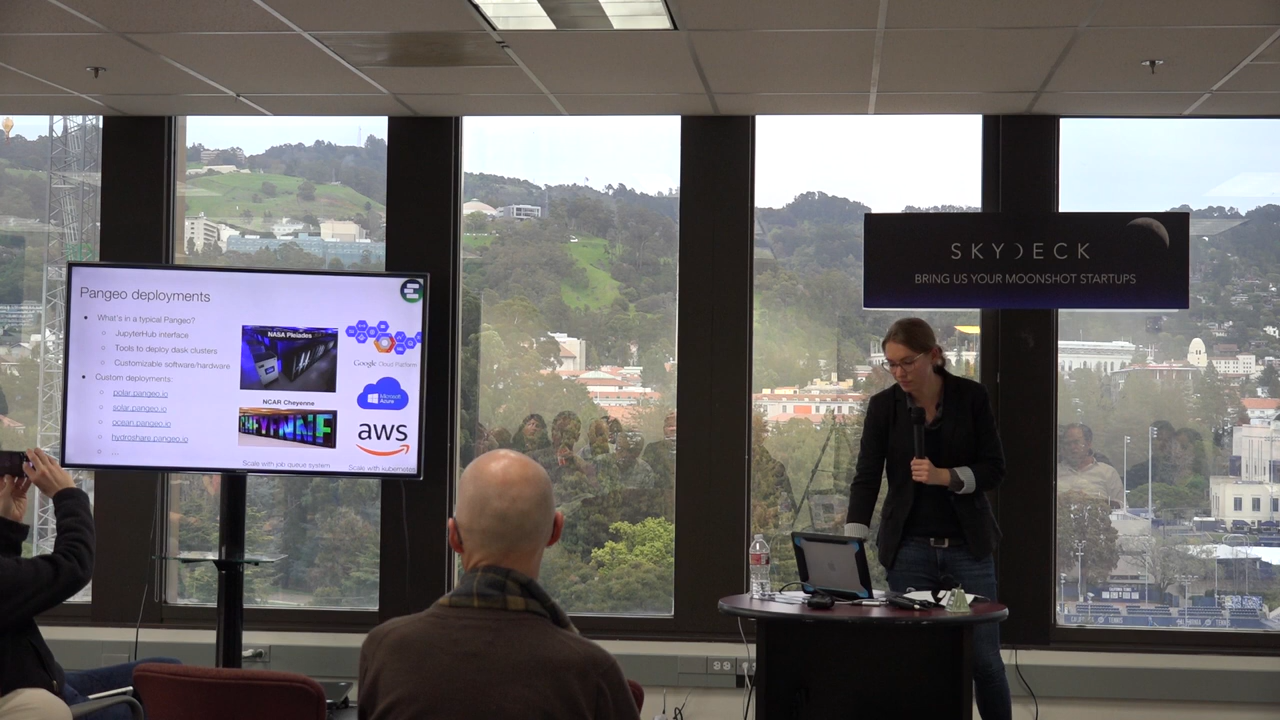 Pangeo deployments
What's in a typical Pangeo?
JupyterHub interface
Tools to deploy dask clusters
Customizable software/hardware
Custom deployments:
polar.pangeo.io
solar.pangeo.io
ocean.pangeo.io
hydroshare.pangeo.io
...
NASA Pleiades
NCAR Cheyenne
CHEYENNE
Scale with job queue system
Google Cloud Platform
Microsoft
Azure
aws
Scale with kubernetes
SKYDECK
BRING US YOUR MOONSHOT STARTUPS